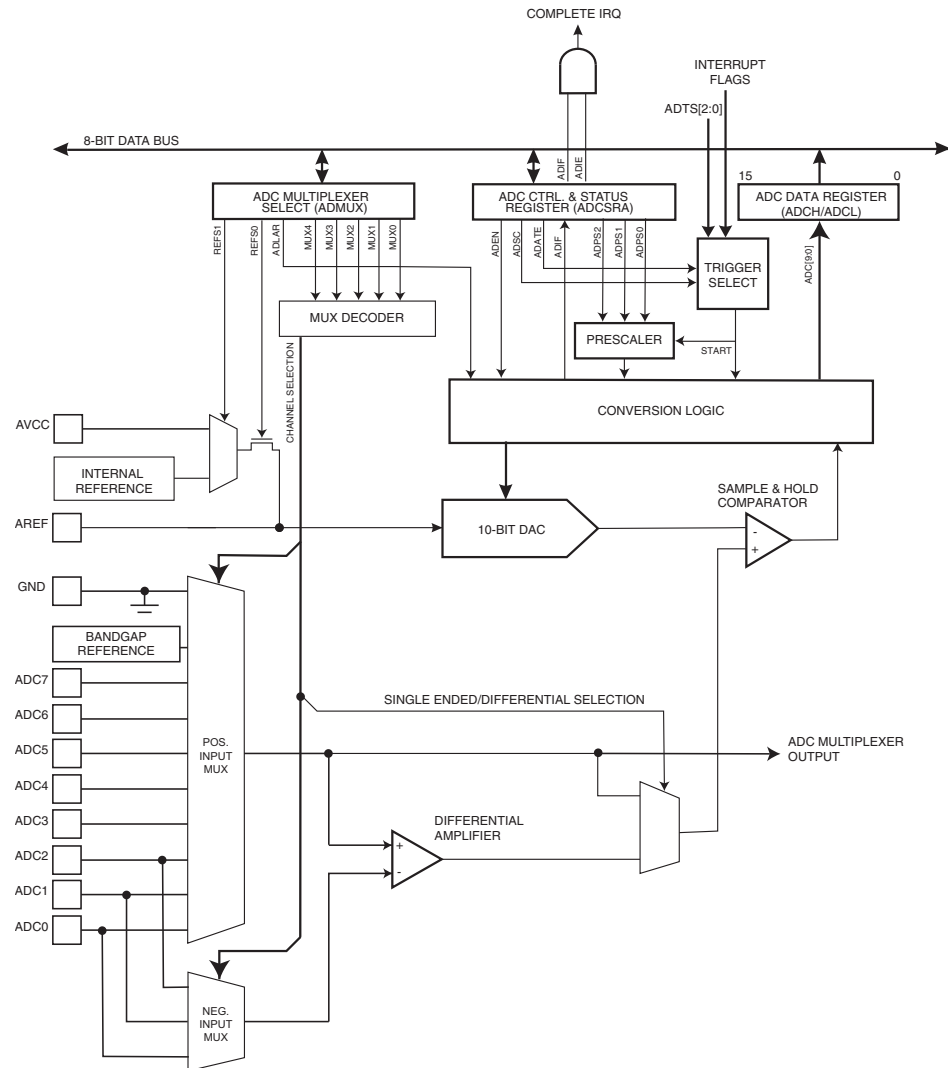 COMPLETE IRQ
INTERRUPT
FLAGS
ADTS[2:0]
8-BIT DATA BUS
ADIF
ADIE
15
0
ADC MULTIPLEXER
SELECT (ADMUX)
ADC CTRL. & STATUS
REGISTER (ADCSRA)
ADC DATA REGISTER
(ADCH/ADCL)
REFS1
REFS0
ADLAR
MUX4
MUX3
MUX2
MUX1
MUX0
ADEN
ADSC
ADATE
ADIF
ADPS2
ADPS1
ADPS0
ADC[9:0]
TRIGGER
SELECT
MUX DECODER
PRESCALER
START
CHANNEL SELECTION
CONVERSION LOGIC
AVCC
INTERNAL
REFERENCE
SAMPLE & HOLD
COMPARATOR
AREF
10-BIT DAC
-
+
GND
BANDGAP
REFERENCE
ADC7
SINGLE ENDED/DIFFERENTIAL SELECTION
ADC6
ADC5
POS.
INPUT
MUX
ADC MULTIPLEXER
OUTPUT
ADC4
ADC3
DIFFERENTIAL
AMPLIFIER
+
-
ADC2
ADC1
ADC0
NEG.
INPUT
MUX